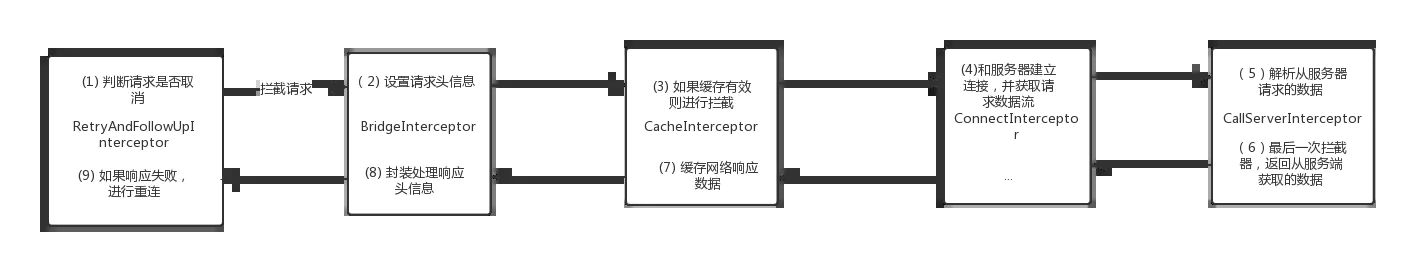 (1) 判断请求是否取
消
RetryAndFollowUpI
nterceptor
(9) 如果响应失败，
进行重连
拦截请求
（2）设置请求头信息
BridgeInterceptor
(8) 封装处理响应
头信息
(3) 如果缓存有效
则进行拦截
CacheInterceptor
(7) 缓存网络响应
数据
(4)和服务器建立
连接，并获取请
求数据流
ConnectIntercepto
r
...
（5）解析从服务器
请求的数据
CallServerInterceptor
（6）最后一次拦截
器，返回从服务端
获取的数据